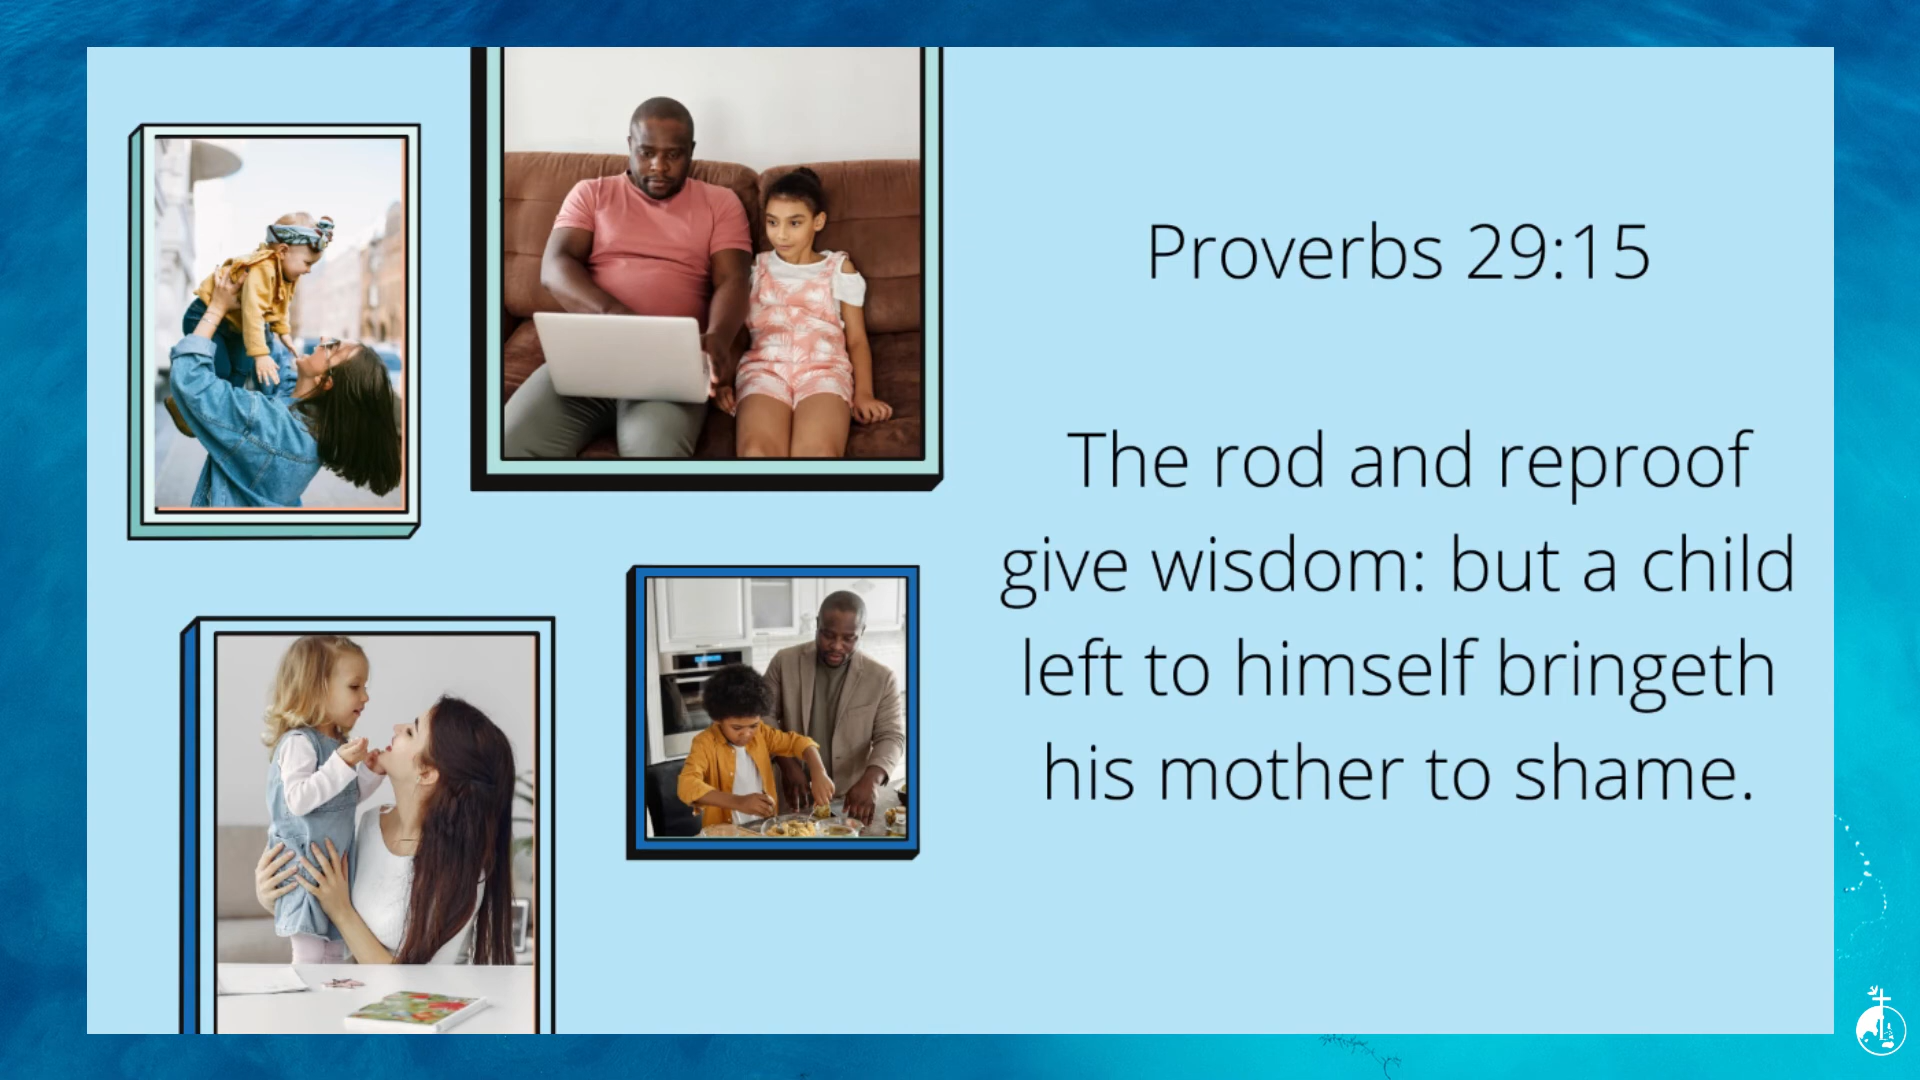 Proverbs 29:15
The rod and reproof
give wisdom: but a child
left to himself bringeth
his mother to shame.